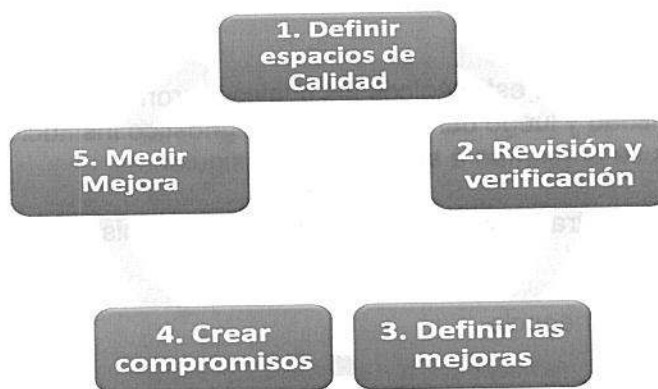 1. Definir
espacios de
Calidad
2. Revisión y
verificación
3. Definir las
mejoras
4. Crear
compromisos
5. Medir
Mejora